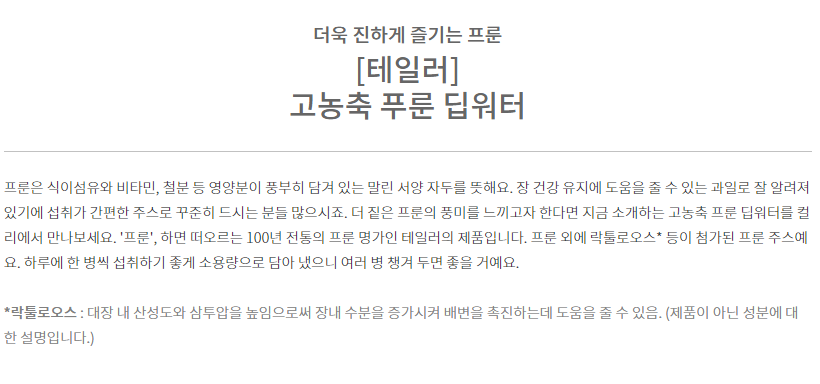 더욱 진하게 즐기는 프룬
[테일러]
고농축 푸룬 딥워터
프룬은 식이섬유와 비타민, 철분 등 영양분이 풍부히 담겨 있는 말린 서양 자두를 뜻해요. 장 건강 유지에 도움을 줄 수 있는 과일로 잘 알려져
있기에 섭취가 간편한 주스로 꾸준히 드시는 분들 많으시죠. 더 짙은 프룬의 풍미를 느끼고자 한다면 지금 소개하는 고농축 프룬 딥워터를 컬
리에서 만나보세요. '프룬', 하면 떠오르는 100년 전통의 프룬 명가인 테일러의 제품입니다. 프룬 외에 락툴로오스* 등이 첨가된 프룬 주스예
요. 하루에 한 병씩 섭취하기 좋게 소용량으로 담아 냈으니 여러 병 챙겨 두면 좋을 거예요.
*락툴로오스 : 대장 내 산성도와 삼투압을 높임으로써 장내 수분을 증가시켜 배변을 촉진하는데 도움을 줄 수 있음. (제품이 아닌 성분에 대
한 설명입니다.)